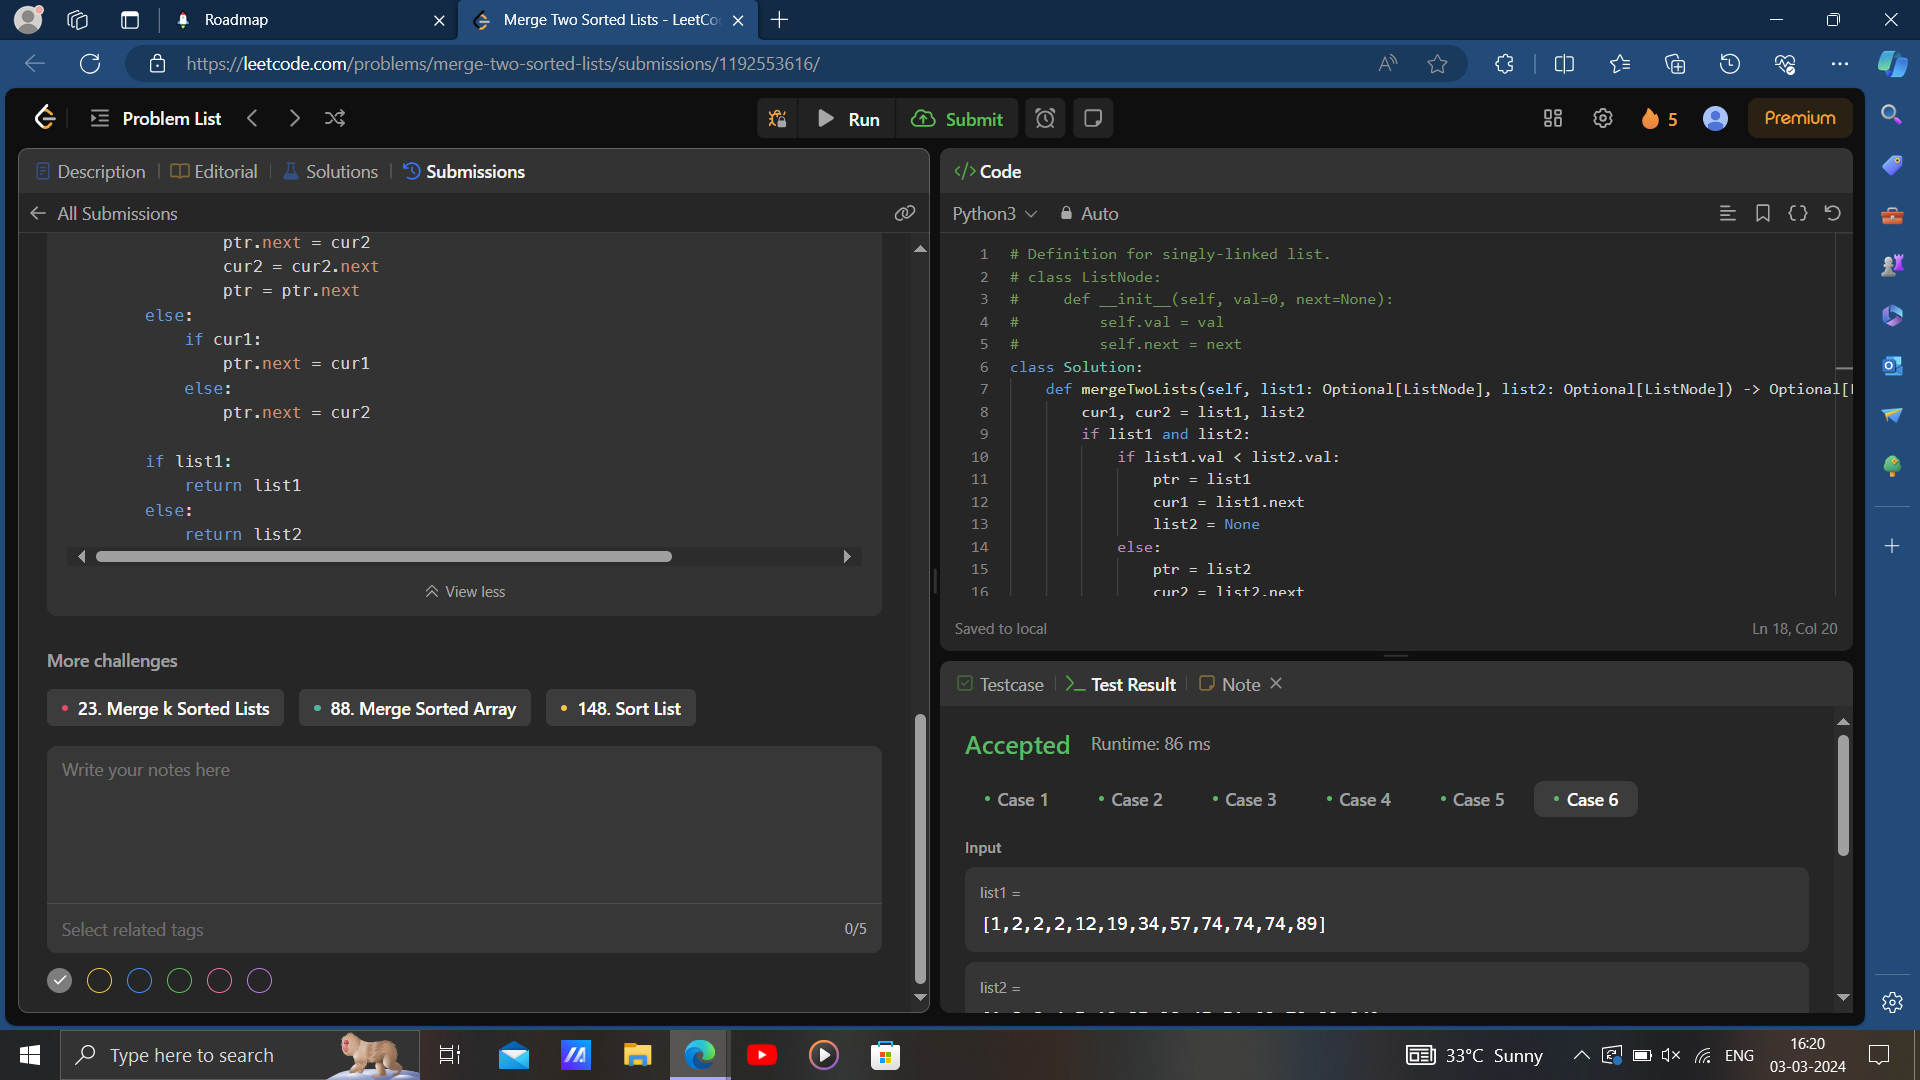 Roadmap
Merge Two Sorted Lists - LeetCo
https://leetcode.com/problems/merge-two-sorted-lists/submissions/1192553616/
Problem List
Run
Submit
5
Premium
Description
Editorial
Solutions
Submissions
All Submissions
ptr.next = cur2
cur2 = cur2.next
ptr = ptr.next
else:
if cur1:
ptr.next = cur1
else:
ptr.next = cur2
if list1:
return list1
else:
return list2
View less
More challenges
23. Merge k Sorted Lists
88. Merge Sorted Array
148. Sort List
Write your notes here
Select related tags
0/5
</> Code
Python3
Auto
1 # Definition for singly-linked list.
2 # class ListNode:
3 #     def __init__(self, val=0, next=None):
4 #         self.val = val
5 #         self.next = next
6 class Solution:
7     def mergeTwoLists(self, list1: Optional[ListNode], list2: Optional[ListNode]) -> Optional[L
8         cur1, cur2 = list1, list2
9         if list1 and list2:
10             if list1.val < list2.val:
11                 ptr = list1
12                 cur1 = list1.next
13                 list2 = None
14             else:
15                 ptr = list2
16                 cur2 = list2.next
Saved to local
Ln 18, Col 20
Testcase
Test Result
Note
Accepted
Runtime: 86 ms
Case 1
Case 2
Case 3
Case 4
Case 5
Case 6
Input
list1 =
[1,2,2,2,12,19,34,57,74,74,74,89]
list2 =
Type here to search
33°C Sunny
ENG
16:20
03-03-2024